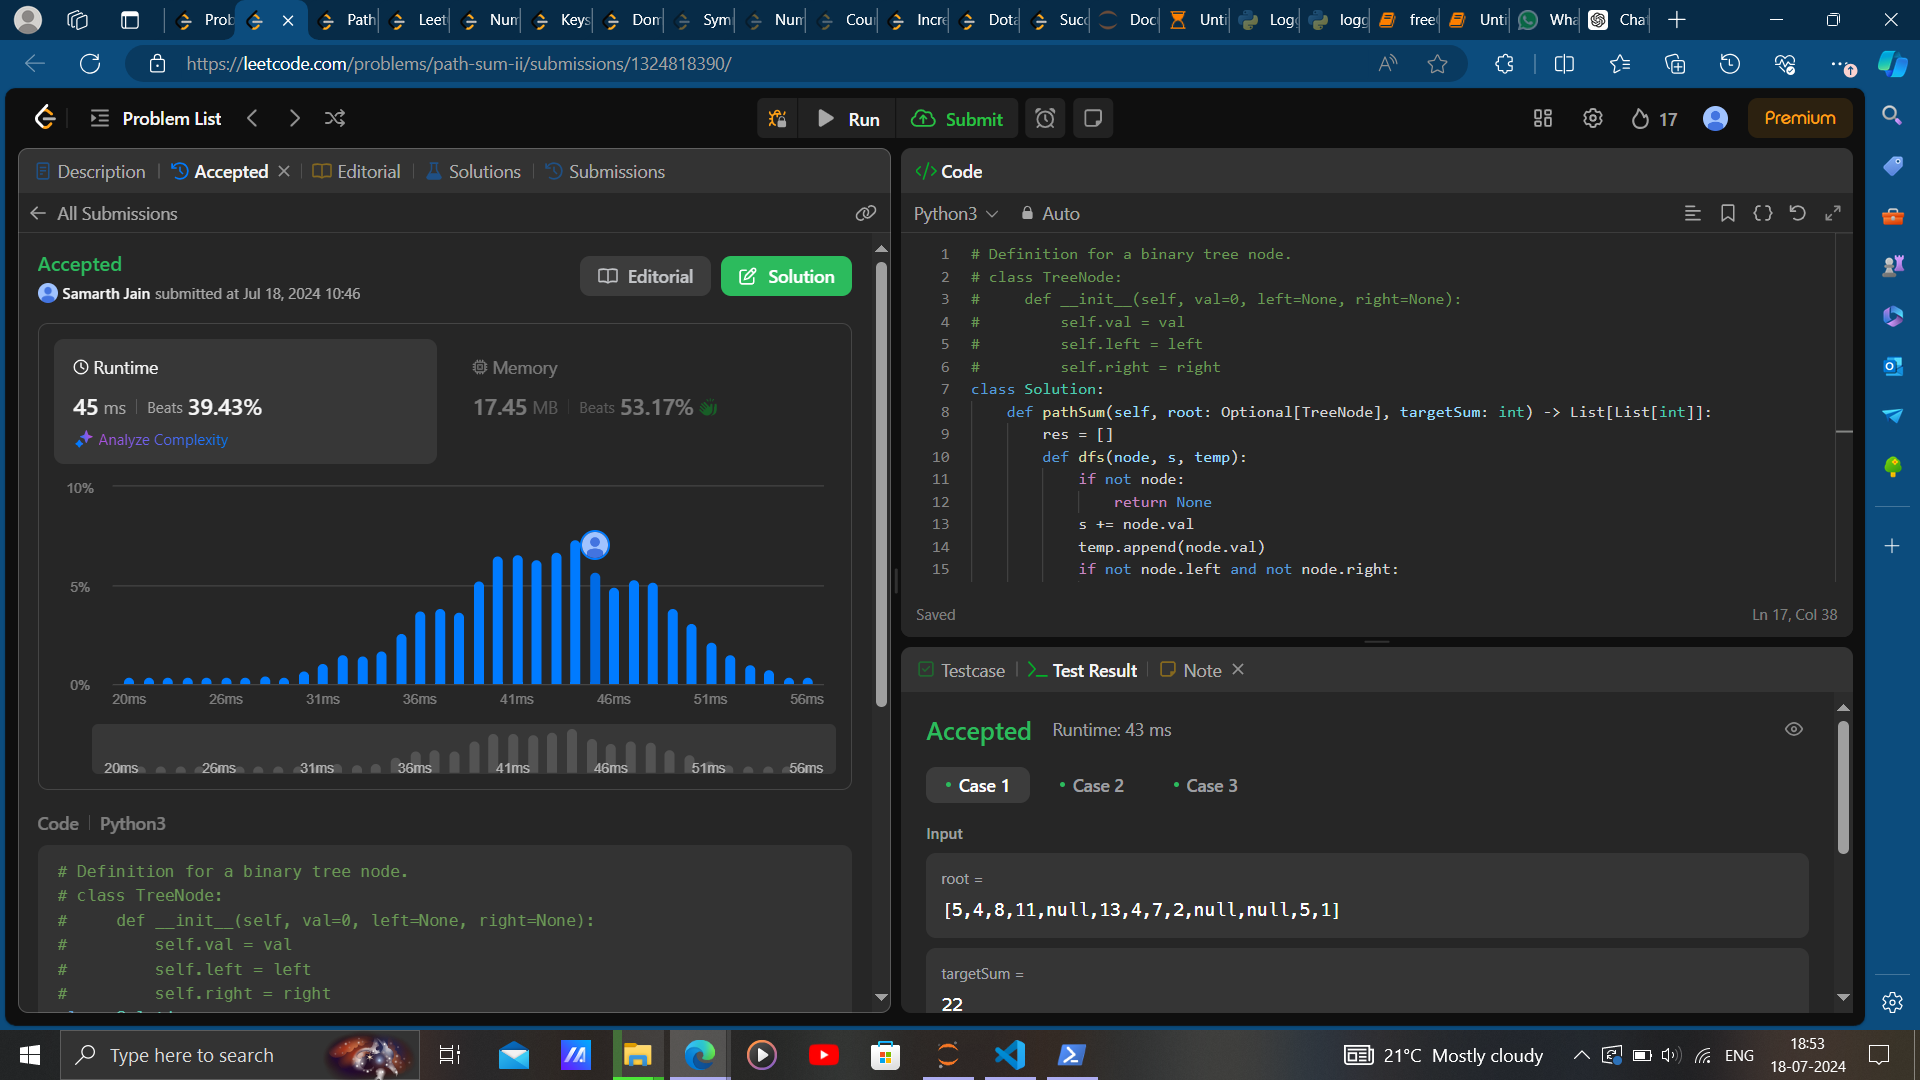 Prob
Path
Leet
Num
Keys
Dom
Sym
Num
Cour
Incre
Dota
Succ
Doc
Unti
Logg
logg
free
Unti
Wha
Chat
https://leetcode.com/problems/path-sum-ii/submissions/1324818390/
Problem List
Run
Submit
17
Premium
Description
Accepted
Editorial
Solutions
Submissions
All Submissions
Accepted
Samarth Jain submitted at Jul 18, 2024 10:46
Editorial
Solution
Runtime
45 ms
Beats 39.43%
Analyze Complexity
Memory
17.45 MB
Beats 53.17%
10%
5%
0%
20ms 26ms 31ms 36ms 41ms 46ms 51ms 56ms
20ms 26ms 31ms 36ms 41ms 46ms 51ms 56ms
Code
Python3
# Definition for a binary tree node.
# class TreeNode:
#     def __init__(self, val=0, left=None, right=None):
#         self.val = val
#         self.left = left
#         self.right = right
Code
Python3
Auto
1 # Definition for a binary tree node.
2 # class TreeNode:
3 #     def __init__(self, val=0, left=None, right=None):
4 #         self.val = val
5 #         self.left = left
6 #         self.right = right
7 class Solution:
8     def pathSum(self, root: Optional[TreeNode], targetSum: int) -> List[List[int]]:
9         res = []
10         def dfs(node, s, temp):
11             if not node:
12                 return None
13             s += node.val
14             temp.append(node.val)
15             if not node.left and not node.right:
Saved
Ln 17, Col 38
Testcase
Test Result
Note
Accepted
Runtime: 43 ms
Case 1
Case 2
Case 3
Input
root =
[5,4,8,11,null,13,4,7,2,null,null,5,1]
targetSum =
22
Type here to search
21°C Mostly cloudy
ENG
18:53
18-07-2024